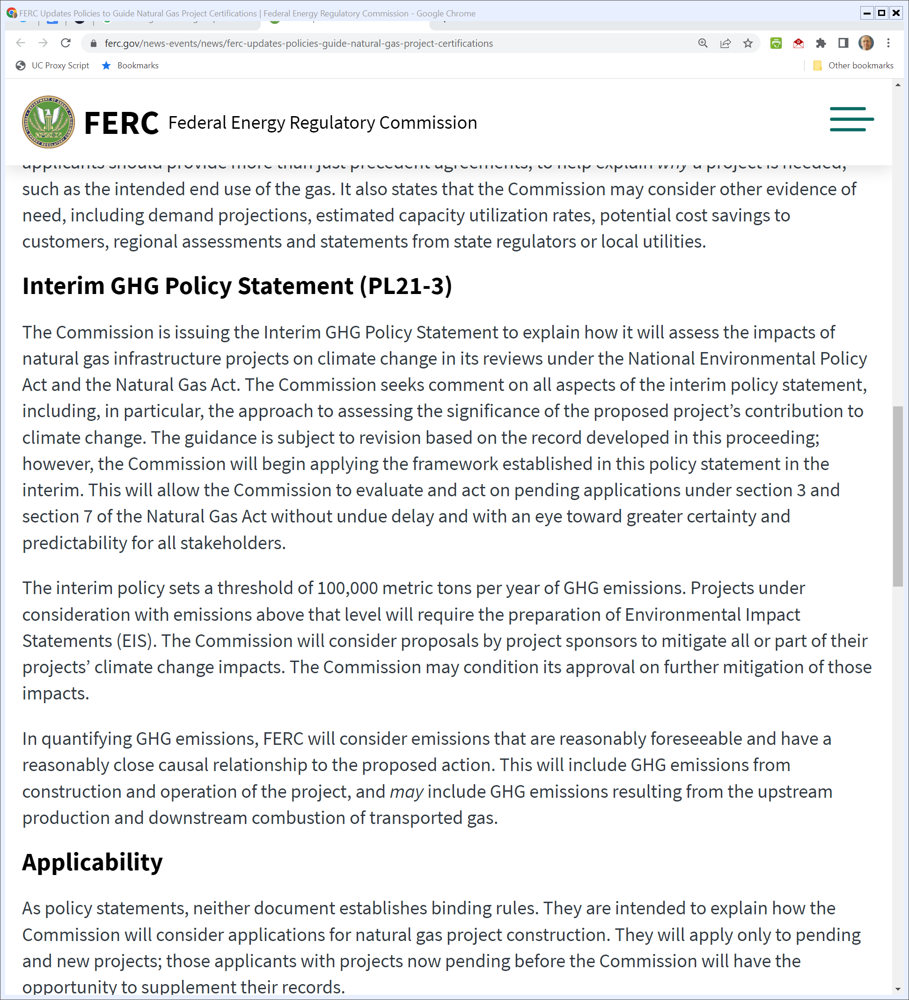 FERC Updates Policies to Guide Natural Gas Project Certifications | Federal Energy Regulatory Commission - Google Chrome
ferc.gov/news-events/news/ferc-updates-policies-guide-natural-gas-project-certifications
UC Proxy Script Bookmarks Other bookmarks
FERC Federal Energy Regulatory Commission
applicants should provide more than just precedent agreements, to help explain why a project is needed,
such as the intended end use of the gas. It also states that the Commission may consider other evidence of
need, including demand projections, estimated capacity utilization rates, potential cost savings to
customers, regional assessments and statements from state regulators or local utilities.
Interim GHG Policy Statement (PL21-3)
The Commission is issuing the Interim GHG Policy Statement to explain how it will assess the impacts of
natural gas infrastructure projects on climate change in its reviews under the National Environmental Policy
Act and the Natural Gas Act. The Commission seeks comment on all aspects of the interim policy statement,
including, in particular, the approach to assessing the significance of the proposed project’s contribution to
climate change. The guidance is subject to revision based on the record developed in this proceeding;
however, the Commission will begin applying the framework established in this policy statement in the
interim. This will allow the Commission to evaluate and act on pending applications under section 3 and
section 7 of the Natural Gas Act without undue delay and with an eye toward greater certainty and
predictability for all stakeholders.
The interim policy sets a threshold of 100,000 metric tons per year of GHG emissions. Projects under
consideration with emissions above that level will require the preparation of Environmental Impact
Statements (EIS). The Commission will consider proposals by project sponsors to mitigate all or part of their
projects’ climate change impacts. The Commission may condition its approval on further mitigation of those
impacts.
In quantifying GHG emissions, FERC will consider emissions that are reasonably foreseeable and have a
reasonably close causal relationship to the proposed action. This will include GHG emissions from
construction and operation of the project, and may include GHG emissions resulting from the upstream
production and downstream combustion of transported gas.
Applicability
As policy statements, neither document establishes binding rules. They are intended to explain how the
Commission will consider applications for natural gas project construction. They will apply only to pending
and new projects; those applicants with projects now pending before the Commission will have the
opportunity to supplement their records.